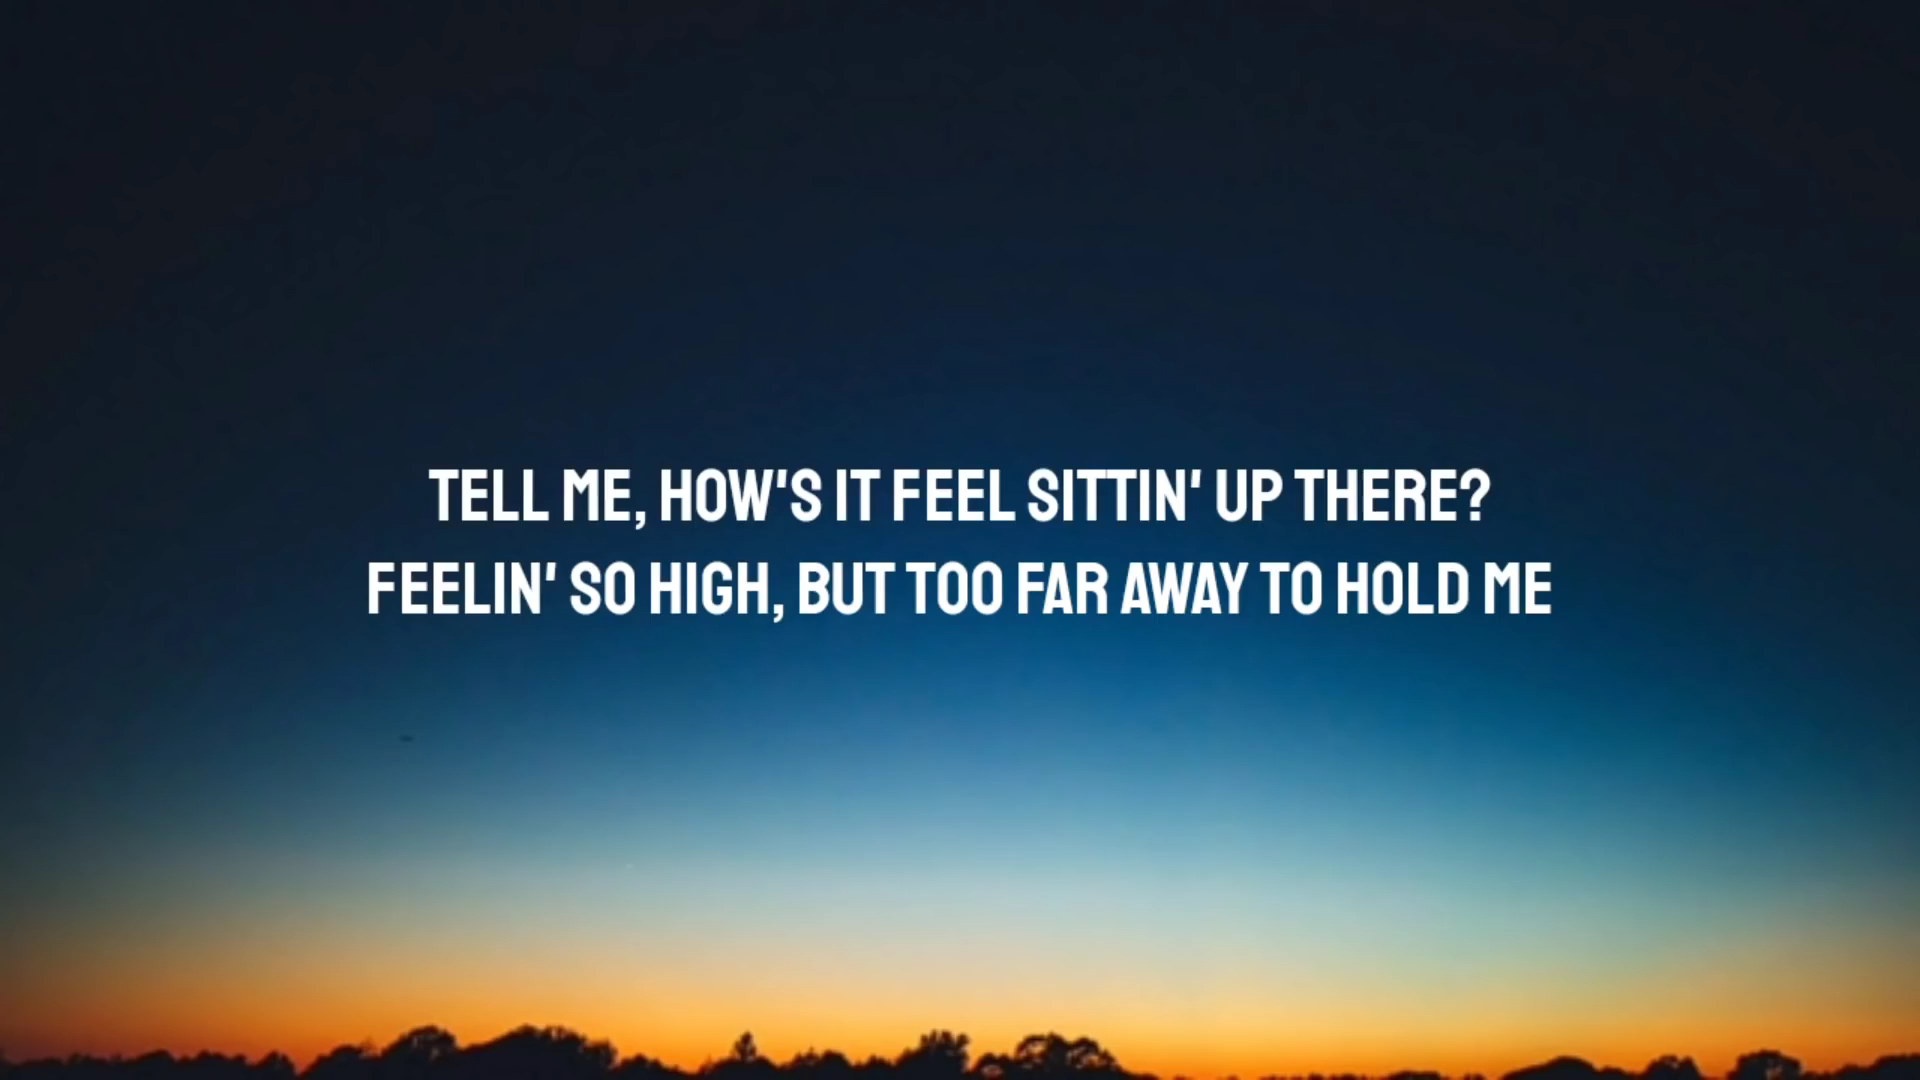 TELL ME, HOW'S IT FEEL SITTIN' UP THERE?
FEELIN' SO HIGH, BUT TOO FAR AWAY TO HOLD ME